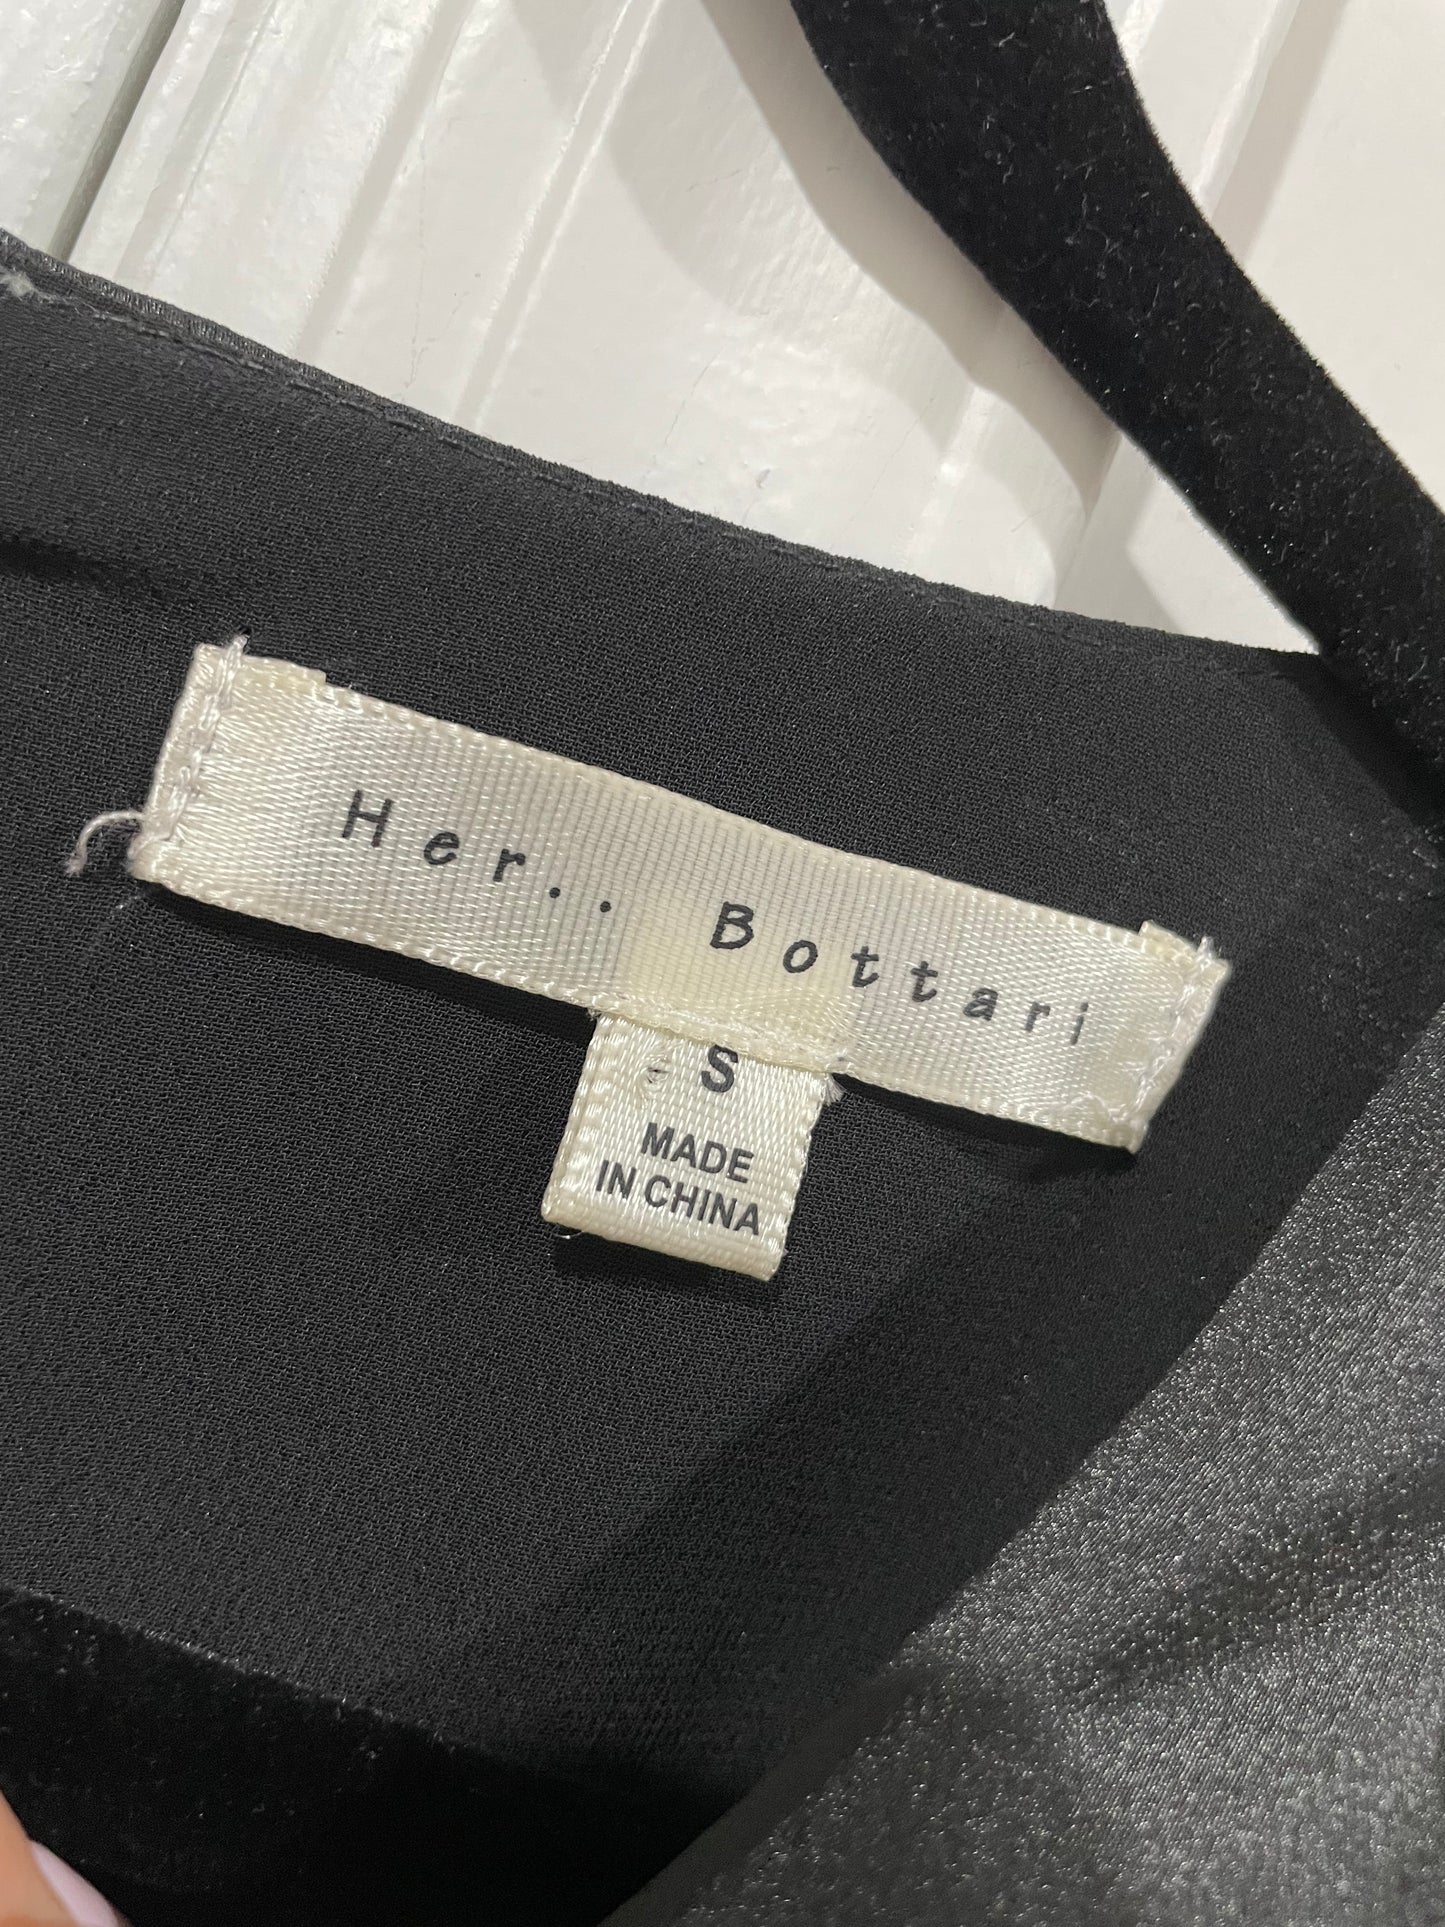 Her.. Bottari
S
MADE
IN CHINA